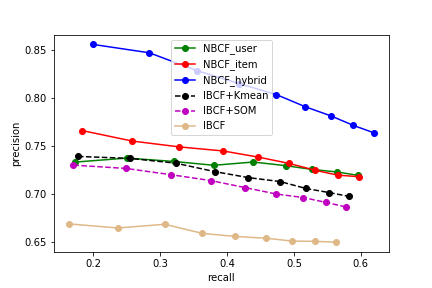 0.85
0.80
0.75
0.70
0.65
precision
NBCF_user
NBCF_item
NBCF_hybrid
IBCF+Kmean
IBCF+SOM
IBCF
0.2
0.3
0.4
0.5
0.6
recall